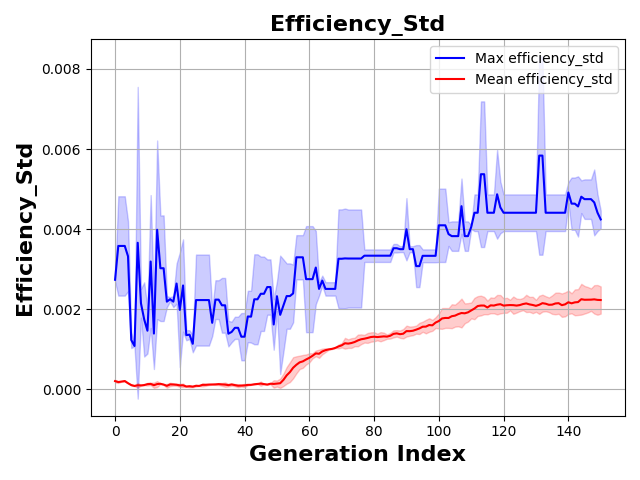 Efficiency_Std
Max efficiency_std
Mean efficiency_std
Efficiency_Std
0.008
0.006
0.004
0.002
0.000
0 20 40 60 80 100 120 140
Generation Index